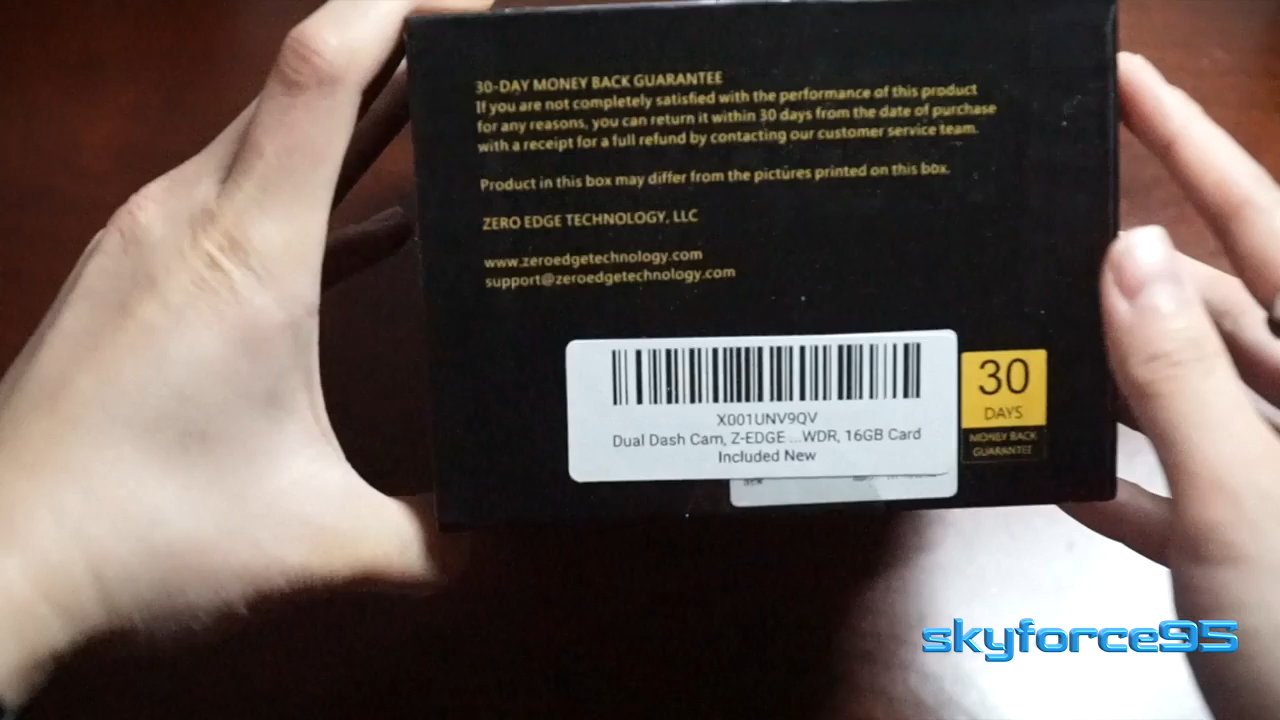 30-DAY MONEY BACK GUARANTEE
If you are not completely satisfied with the performance of this product
for any reasons, you can return it within 30 days from the date of purchase
with a receipt for a full refund by contacting our customer service team.
Product in this box may differ from the pictures printed on this box.
ZERO EDGE TECHNOLOGY, LLC
www.zeroedgetechnology.com
support@zeroedgetechnology.com
X001UNV9QV
Dual Dash Cam, Z-EDGE ...WDR, 16GB Card
Included New
30
DAYS
MONEY BACK
GUARANTEE
skyforce95